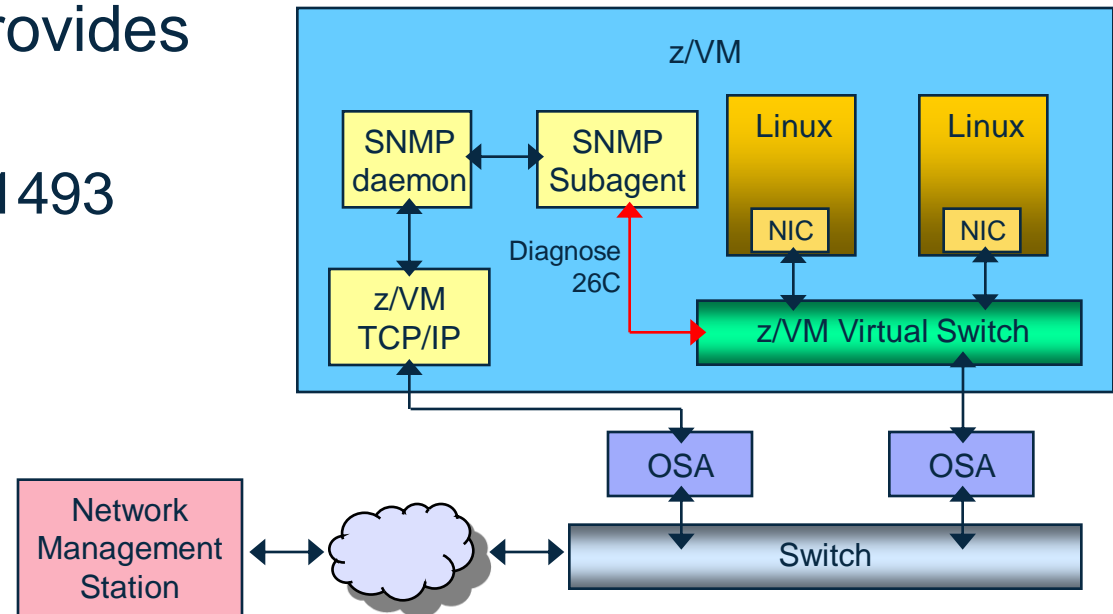 rovides
1493
z/VM
SNMP
daemon
SNMP
Subagent
Linux
Linux
NIC
NIC
Diagnose
26C
z/VM
TCP/IP
z/VM Virtual Switch
OSA
OSA
Network
Management
Station
Switch